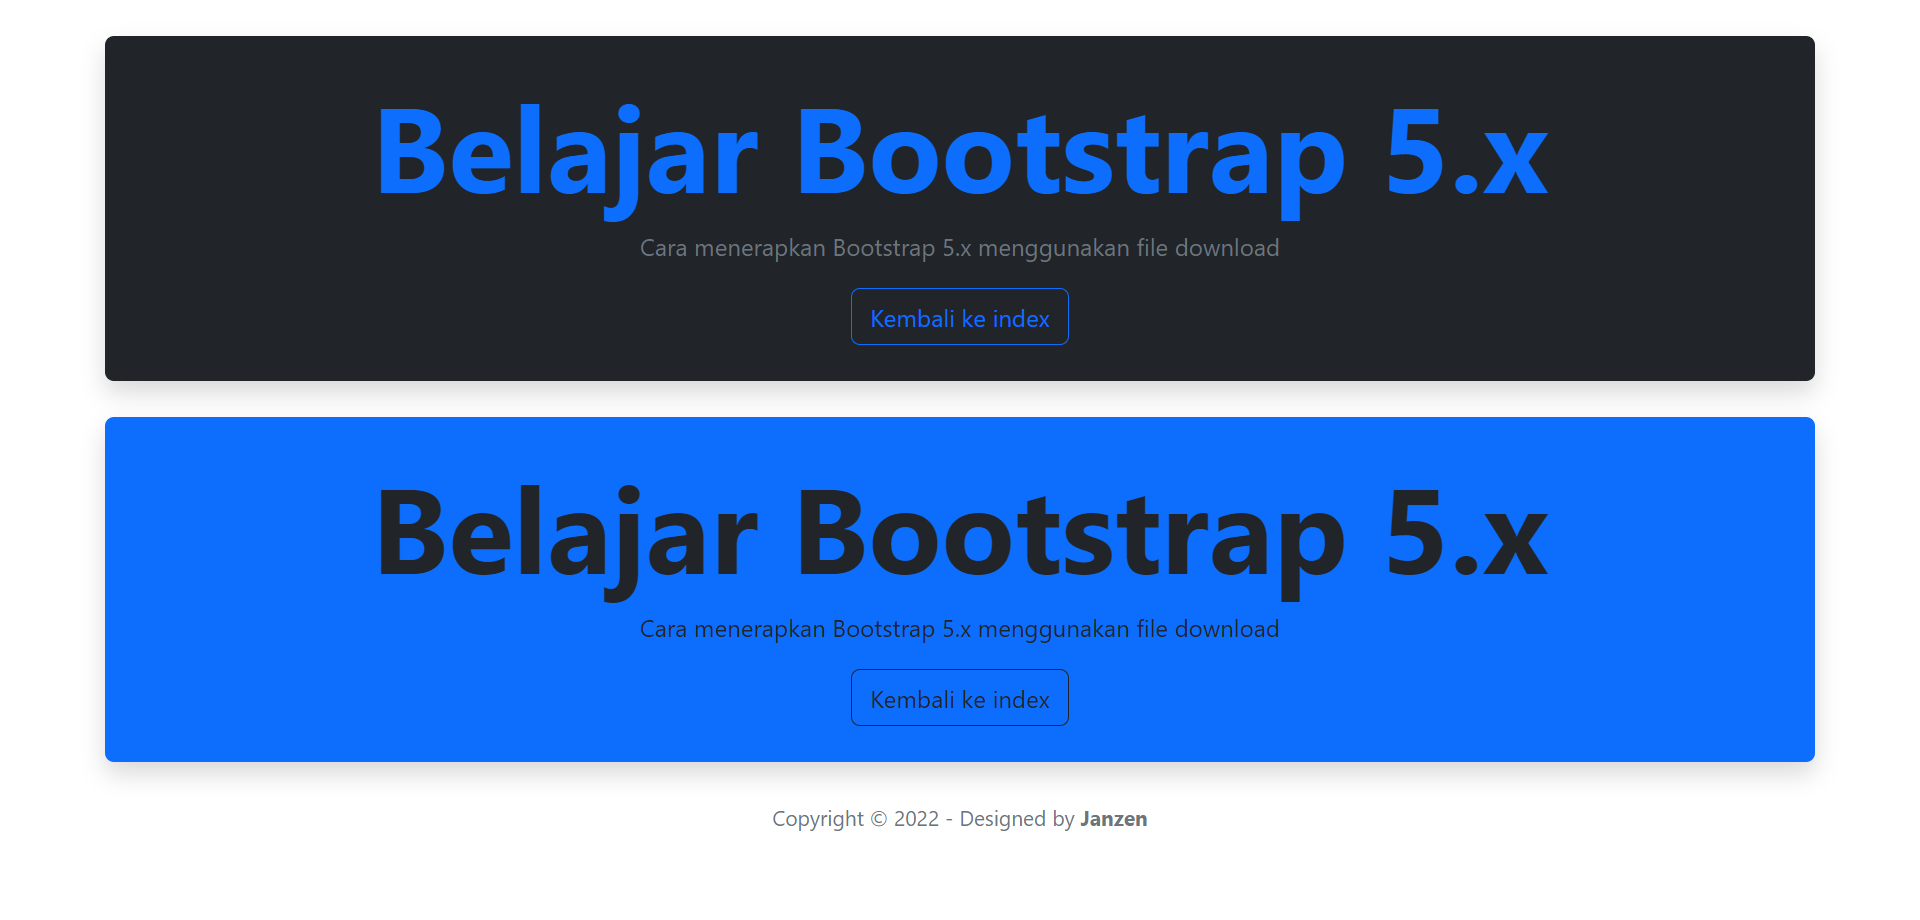 Belajar Bootstrap 5.x
Cara menerapkan Bootstrap 5.x menggunakan file download
Kembali ke index
Belajar Bootstrap 5.x
Cara menerapkan Bootstrap 5.x menggunakan file download
Kembali ke index
Copyright © 2022 - Designed by Janzen